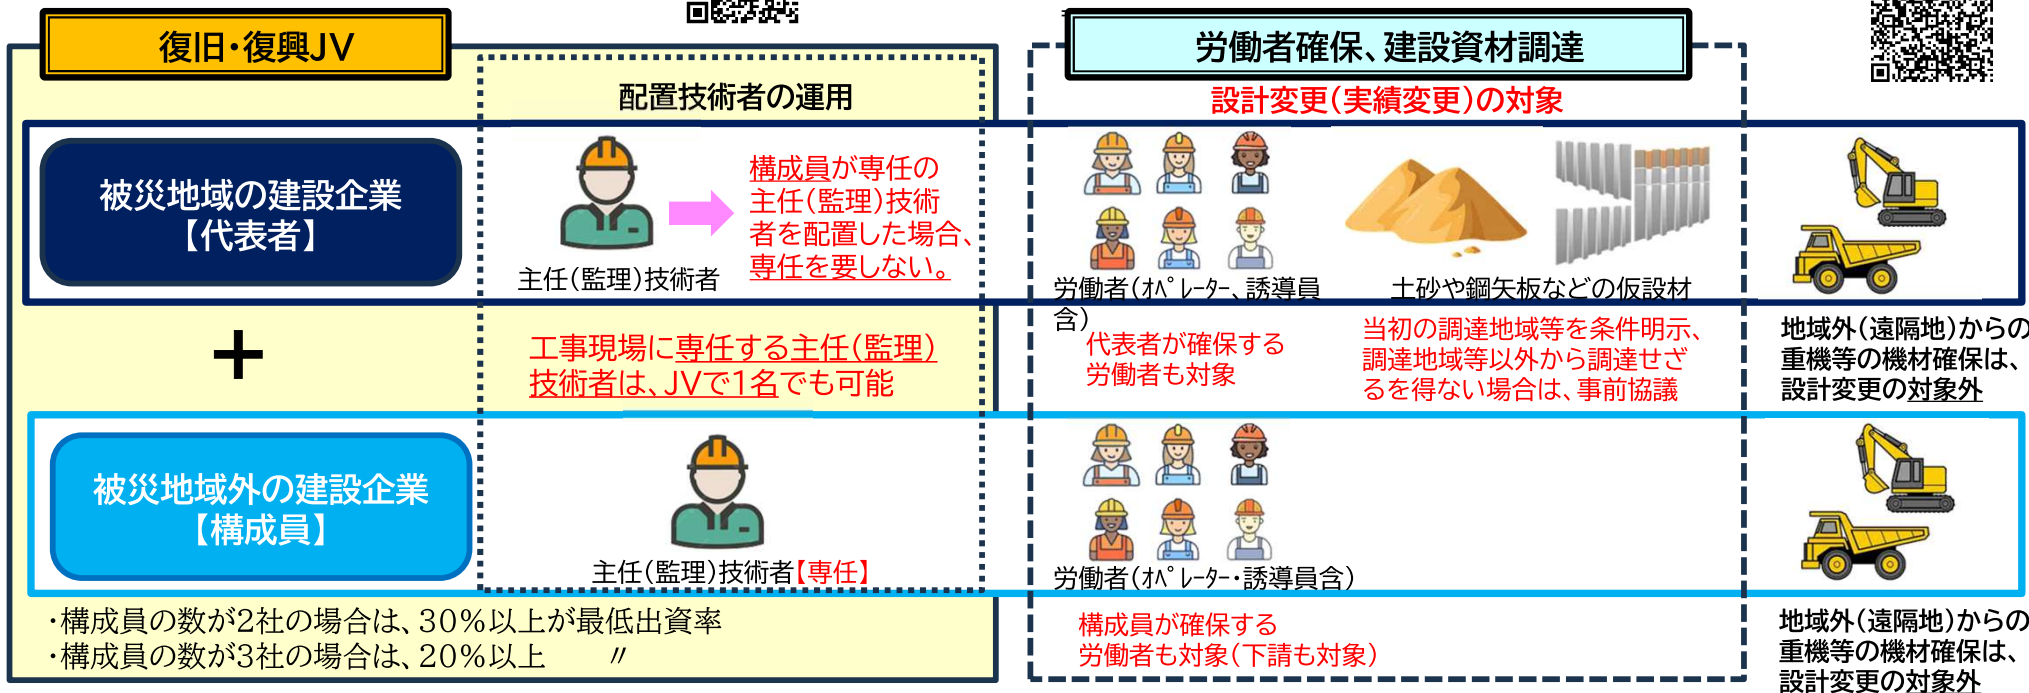 復旧・復興JV
労働者確保、建設資材調達
配置技術者の運用
設計変更（実績変更）の対象
被災地域の建設企業
【代表者】
主任（監理）技術者
構成員が専任の
主任（監理）技術
者を配置した場合、
専任を要しない。
労働者（ｵﾍﾟﾚｰﾀｰ、誘導員
含）
土砂や鋼矢板などの仮設材
＋
工事現場に専任する主任（監理）
技術者は、JVで1名でも可能
代表者が確保する
労働者も対象
当初の調達地域等を条件明示、
調達地域等以外から調達せざ
るを得ない場合は、事前協議
地域外（遠隔地）からの
重機等の機材確保は、
設計変更の対象外
被災地域外の建設企業
【構成員】
主任（監理）技術者【専任】
労働者（ｵﾍﾟﾚｰﾀｰ・誘導員含）
・構成員の数が2社の場合は、30%以上が最低出資率
・構成員の数が3社の場合は、20%以上　　〃
構成員が確保する
労働者も対象（下請も対象）
地域外（遠隔地）からの
重機等の機材確保は、
設計変更の対象外